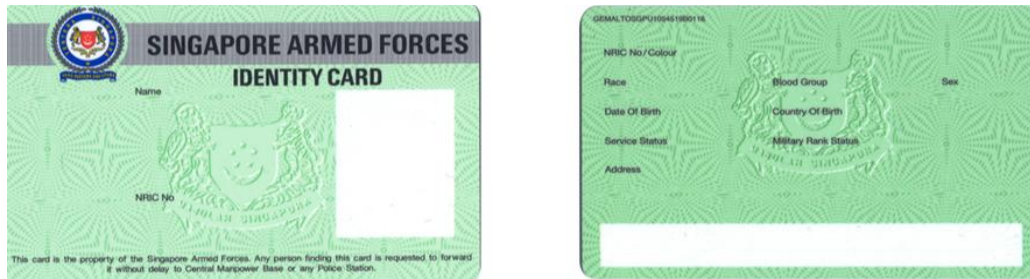 SINGAPORE ARMED FORCES
IDENTITY CARD
Name
NRIC No
This card is the property of the Singapore Armed Forces. Any person finding this card is requested to forward
it without delay to Central Manpower Base or any Police Station.
NRIC No/Colour
Race Blood Group Sex
Date Of Birth Country Of Birth
Service Status Military Rank Status
Address